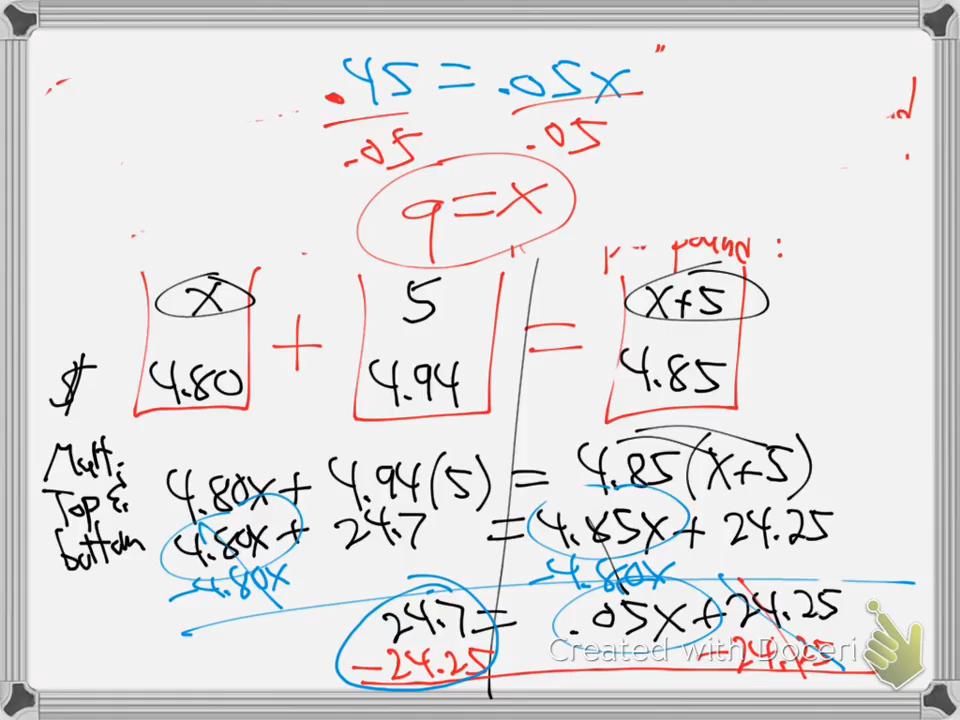 .45 = .05x
.05 .05
9 = x
x 5 x+5
+ =
$ 4.80 4.94 4.85
Mult. 4.80x + 4.94(5) = 4.85(x+5)
Top &
bottom 4.80x + 24.7 = 4.85x + 24.25
-4.80x -4.80x
24.7 = .05x + 24.25
-24.25 24.25
Created with Doceri